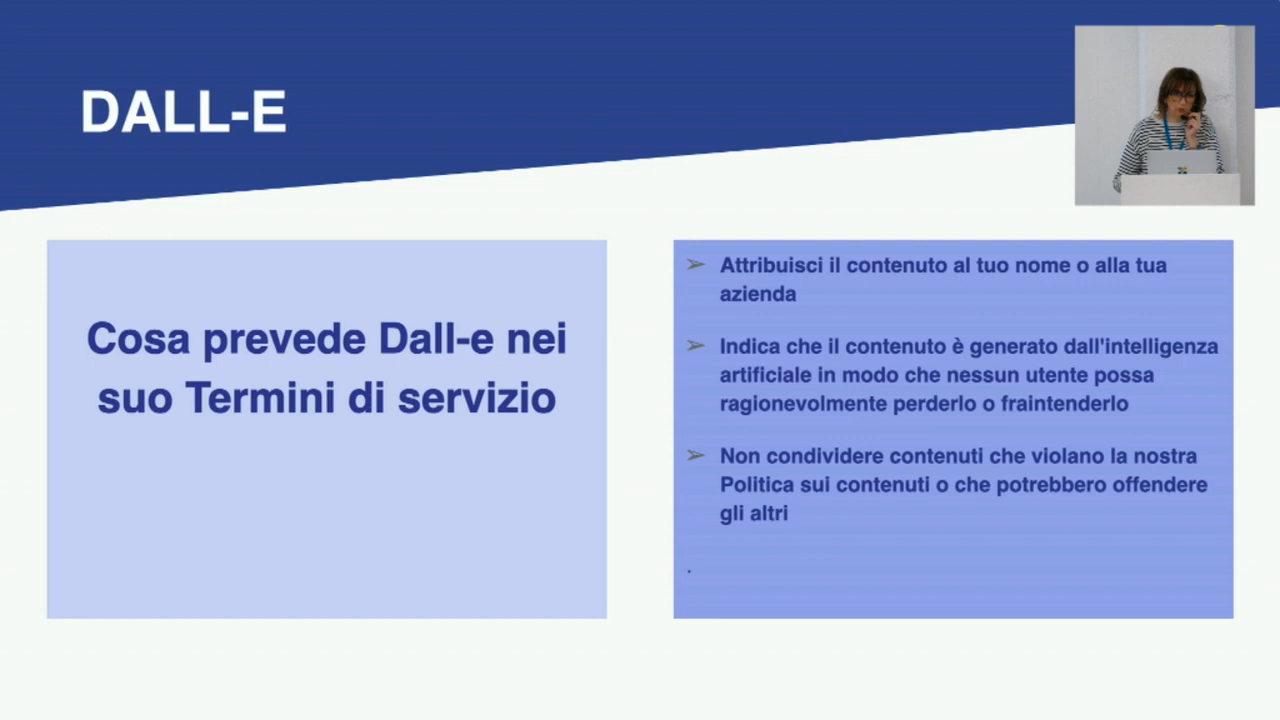 DALL-E
Cosa prevede Dall-e nei
suo Termini di servizio
➢ Attribuisci il contenuto al tuo nome o alla tua
azienda
➢ Indica che il contenuto è generato dall'intelligenza
artificiale in modo che nessun utente possa
ragionevolmente perderlo o fraintenderlo
➢ Non condividere contenuti che violano la nostra
Politica sui contenuti o che potrebbero offendere
gli altri
.